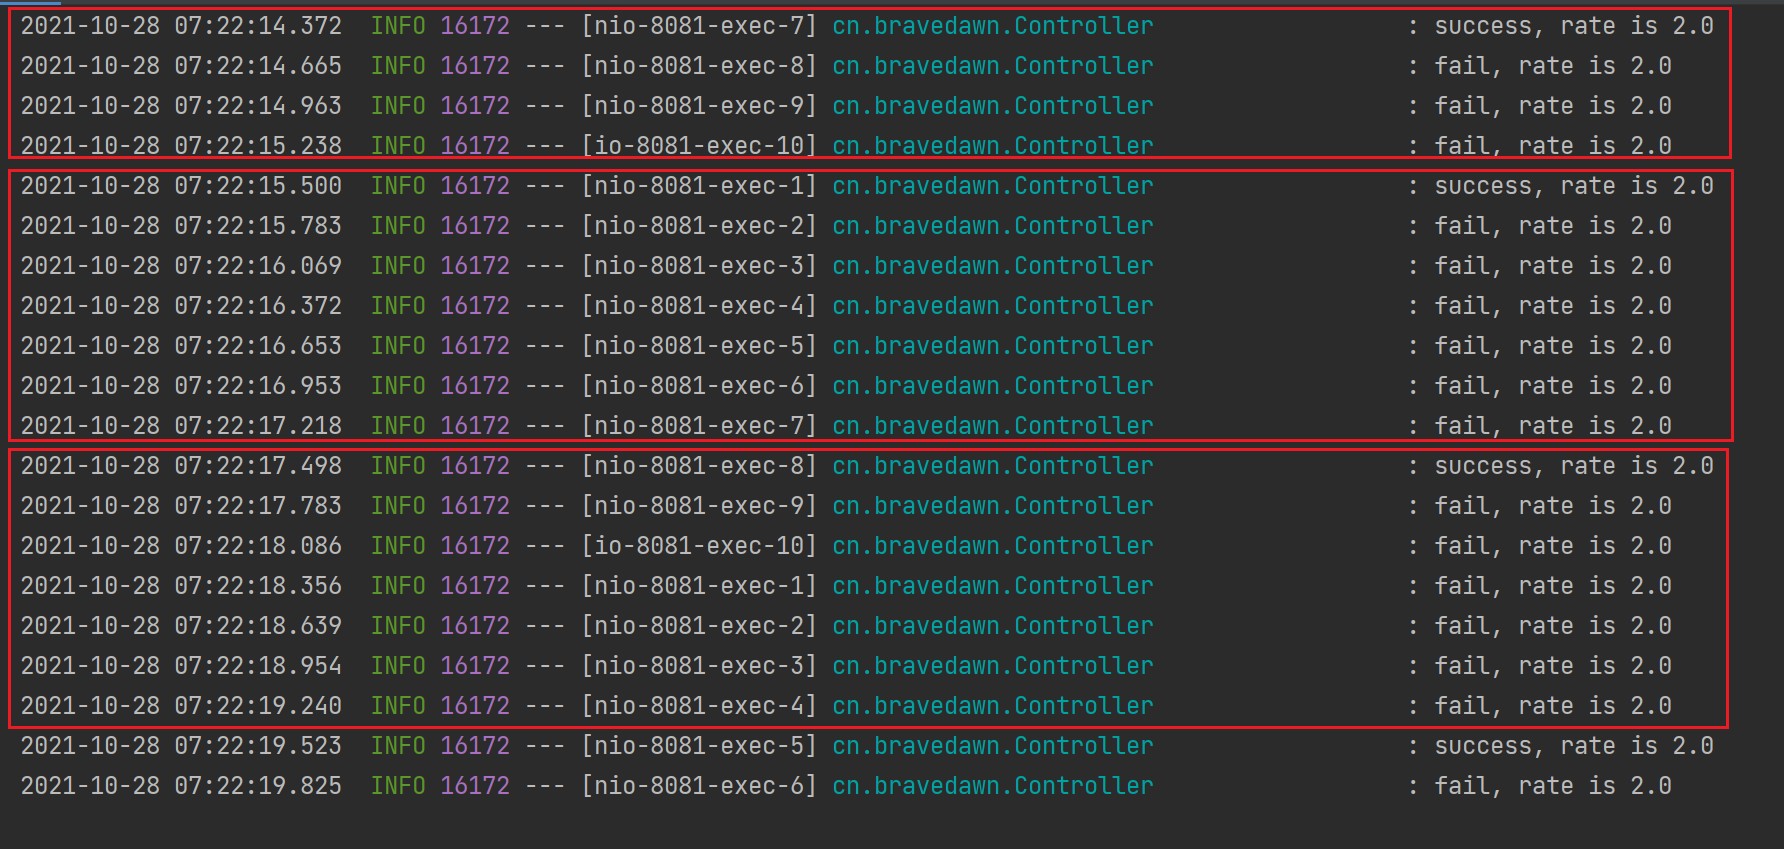 2021-10-28 07:22:14.372  INFO 16172 --- [nio-8081-exec-7] cn.bravedawn.Controller                  : success, rate is 2.0
2021-10-28 07:22:14.665  INFO 16172 --- [nio-8081-exec-8] cn.bravedawn.Controller                  : fail, rate is 2.0
2021-10-28 07:22:14.963  INFO 16172 --- [nio-8081-exec-9] cn.bravedawn.Controller                  : fail, rate is 2.0
2021-10-28 07:22:15.238  INFO 16172 --- [io-8081-exec-10] cn.bravedawn.Controller                  : fail, rate is 2.0
2021-10-28 07:22:15.500  INFO 16172 --- [nio-8081-exec-1] cn.bravedawn.Controller                  : success, rate is 2.0
2021-10-28 07:22:15.783  INFO 16172 --- [nio-8081-exec-2] cn.bravedawn.Controller                  : fail, rate is 2.0
2021-10-28 07:22:16.069  INFO 16172 --- [nio-8081-exec-3] cn.bravedawn.Controller                  : fail, rate is 2.0
2021-10-28 07:22:16.372  INFO 16172 --- [nio-8081-exec-4] cn.bravedawn.Controller                  : fail, rate is 2.0
2021-10-28 07:22:16.653  INFO 16172 --- [nio-8081-exec-5] cn.bravedawn.Controller                  : fail, rate is 2.0
2021-10-28 07:22:16.953  INFO 16172 --- [nio-8081-exec-6] cn.bravedawn.Controller                  : fail, rate is 2.0
2021-10-28 07:22:17.218  INFO 16172 --- [nio-8081-exec-7] cn.bravedawn.Controller                  : fail, rate is 2.0
2021-10-28 07:22:17.498  INFO 16172 --- [nio-8081-exec-8] cn.bravedawn.Controller                  : success, rate is 2.0
2021-10-28 07:22:17.783  INFO 16172 --- [nio-8081-exec-9] cn.bravedawn.Controller                  : fail, rate is 2.0
2021-10-28 07:22:18.086  INFO 16172 --- [io-8081-exec-10] cn.bravedawn.Controller                  : fail, rate is 2.0
2021-10-28 07:22:18.356  INFO 16172 --- [nio-8081-exec-1] cn.bravedawn.Controller                  : fail, rate is 2.0
2021-10-28 07:22:18.639  INFO 16172 --- [nio-8081-exec-2] cn.bravedawn.Controller                  : fail, rate is 2.0
2021-10-28 07:22:18.954  INFO 16172 --- [nio-8081-exec-3] cn.bravedawn.Controller                  : fail, rate is 2.0
2021-10-28 07:22:19.240  INFO 16172 --- [nio-8081-exec-4] cn.bravedawn.Controller                  : fail, rate is 2.0
2021-10-28 07:22:19.523  INFO 16172 --- [nio-8081-exec-5] cn.bravedawn.Controller                  : success, rate is 2.0
2021-10-28 07:22:19.825  INFO 16172 --- [nio-8081-exec-6] cn.bravedawn.Controller                  : fail, rate is 2.0